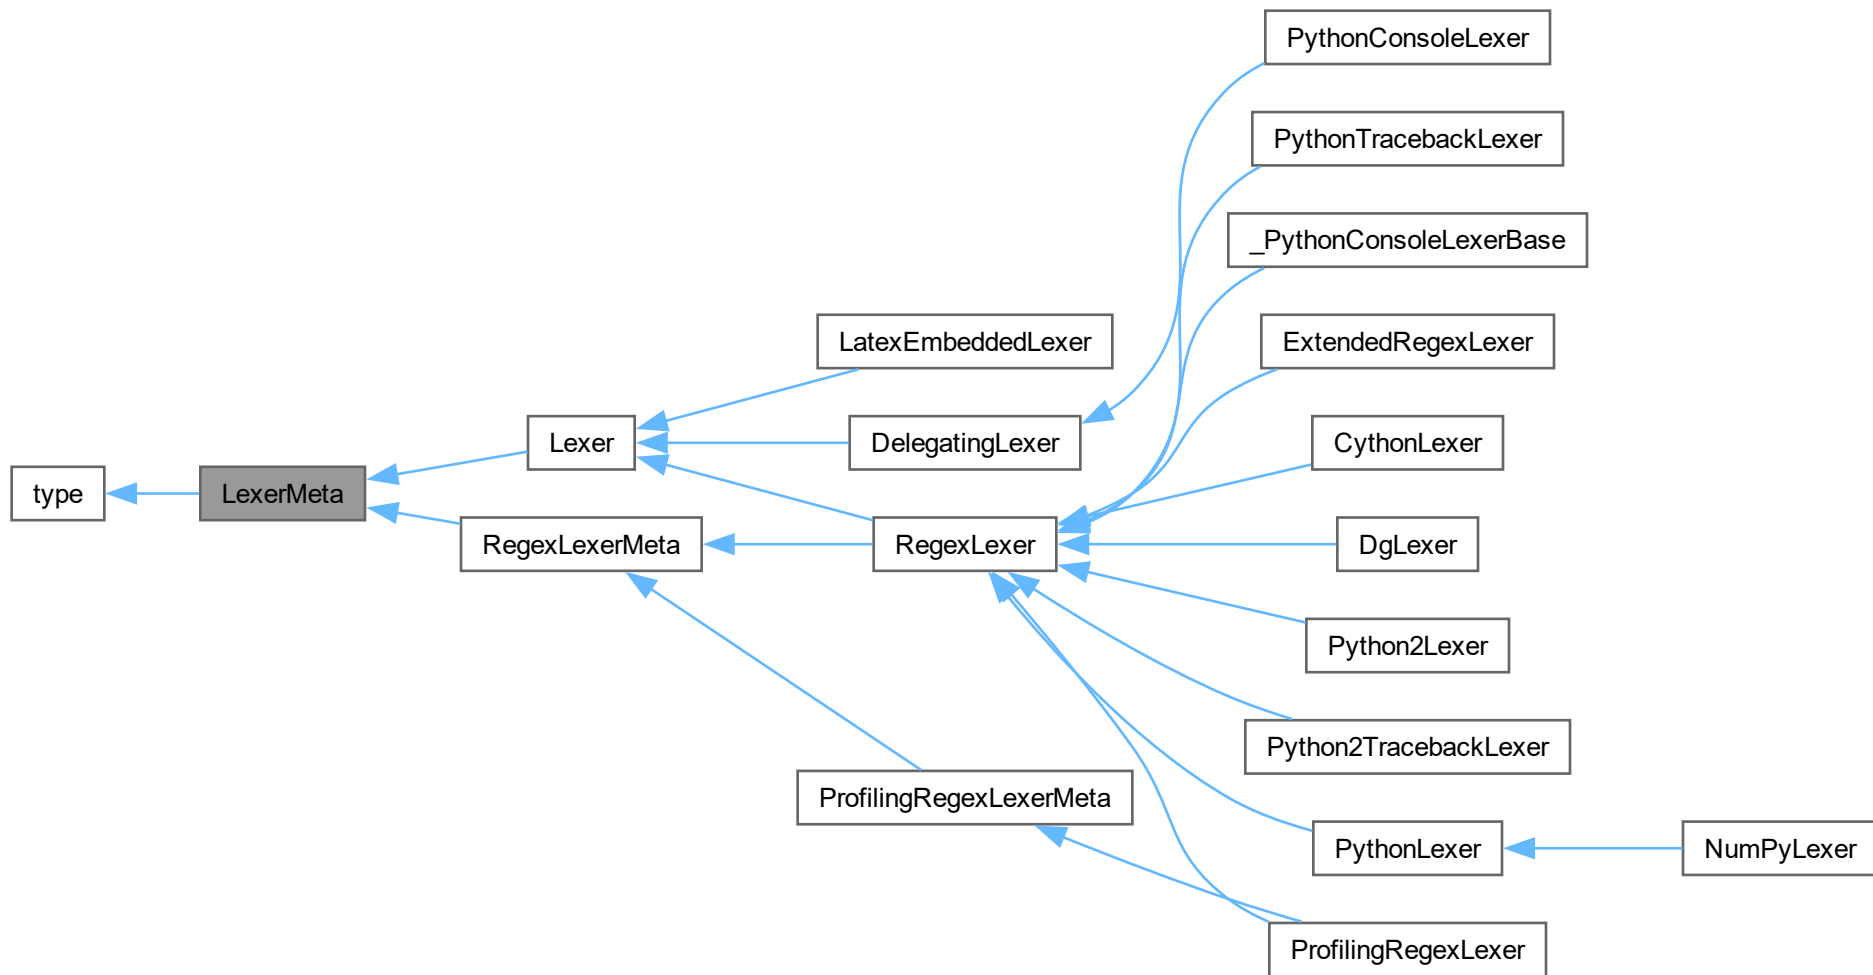 PythonConsoleLexer
PythonTracebackLexer
_PythonConsoleLexerBase
LatexEmbeddedLexer
ExtendedRegexLexer
Lexer
DelegatingLexer
CythonLexer
type
LexerMeta
RegexLexerMeta
RegexLexer
DgLexer
Python2Lexer
Python2TracebackLexer
ProfilingRegexLexerMeta
PythonLexer
NumPyLexer
ProfilingRegexLexer